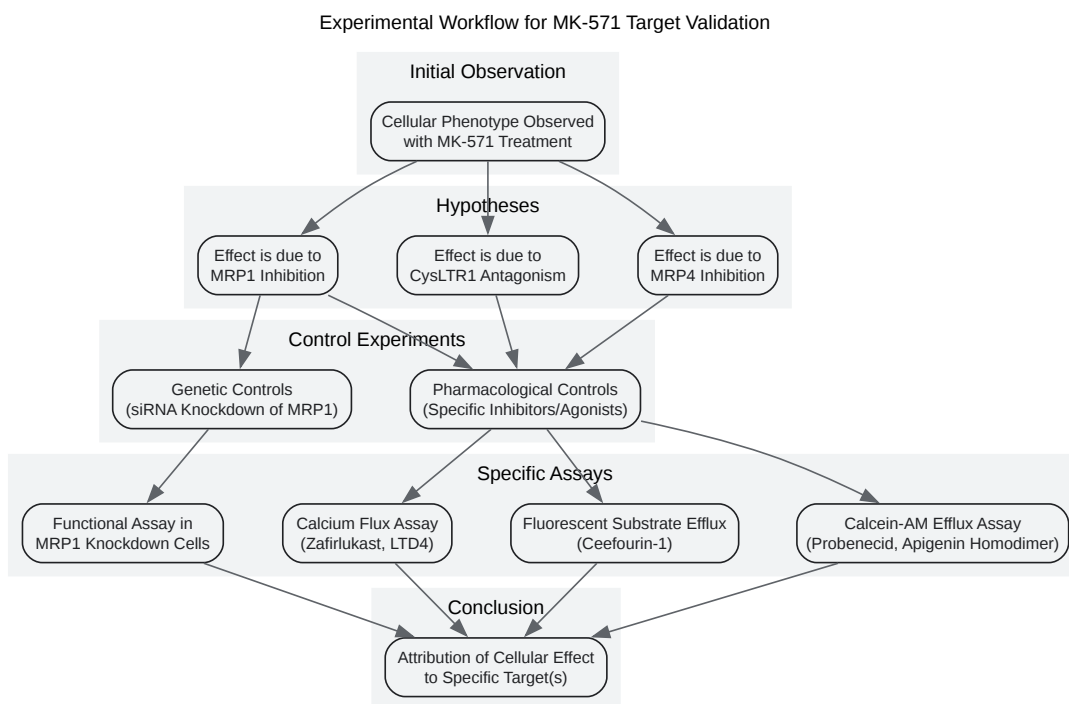 Experimental Workflow for MK-571 Target Validation
Initial Observation
Cellular Phenotype Observed
with MK-571 Treatment
Hypotheses
Effect is due to
MRP1 Inhibition
Effect is due to
CysLTR1 Antagonism
Effect is due to
MRP4 Inhibition
Control Experiments
Genetic Controls
(siRNA Knockdown of MRP1)
Pharmacological Controls
(Specific Inhibitors/Agonists)
Specific Assays
Functional Assay in
MRP1 Knockdown Cells
Calcium Flux Assay
(Zafirlukast, LTD4)
Fluorescent Substrate Efflux
(Ceefourin-1)
Calcein-AM Efflux Assay
(Probenecid, Apigenin Homodimer)
Conclusion
Attribution of Cellular Effect
to Specific Target(s)